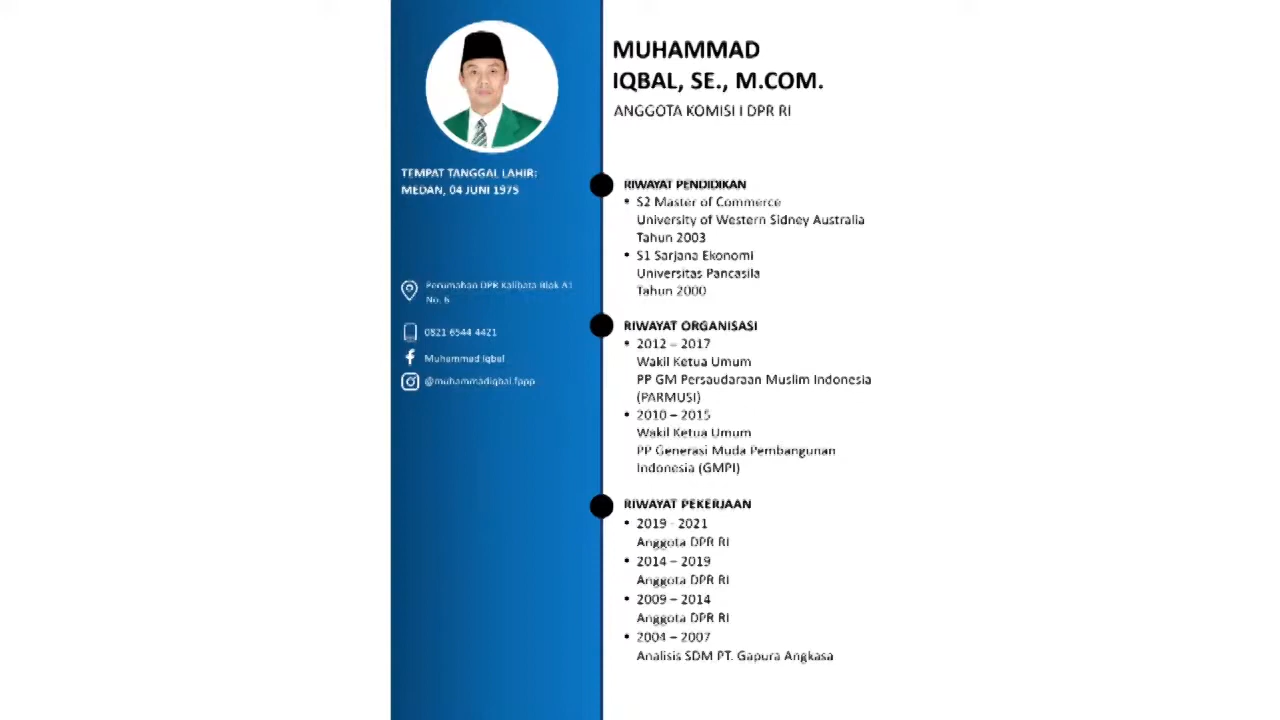 MUHAMMAD
IQBAL, SE., M.COM.
ANGGOTA KOMISI I DPR RI
TEMPAT TANGGAL LAHIR:
MEDAN, 04 JUNI 1975
Perumahan DPR Kalibata Blok A1
No. 6
0821 6544 4421
Muhammad Iqbal
@muhammadiqbal.fppp
RIWAYAT PENDIDIKAN
• S2 Master of Commerce
University of Western Sidney Australia
Tahun 2003
• S1 Sarjana Ekonomi
Universitas Pancasila
Tahun 2000
RIWAYAT ORGANISASI
• 2012 – 2017
Wakil Ketua Umum
PP GM Persaudaraan Muslim Indonesia
(PARMUSI)
• 2010 – 2015
Wakil Ketua Umum
PP Generasi Muda Pembangunan
Indonesia (GMPI)
RIWAYAT PEKERJAAN
• 2019 - 2021
Anggota DPR RI
• 2014 – 2019
Anggota DPR RI
• 2009 – 2014
Anggota DPR RI
• 2004 – 2007
Analisis SDM PT. Gapura Angkasa